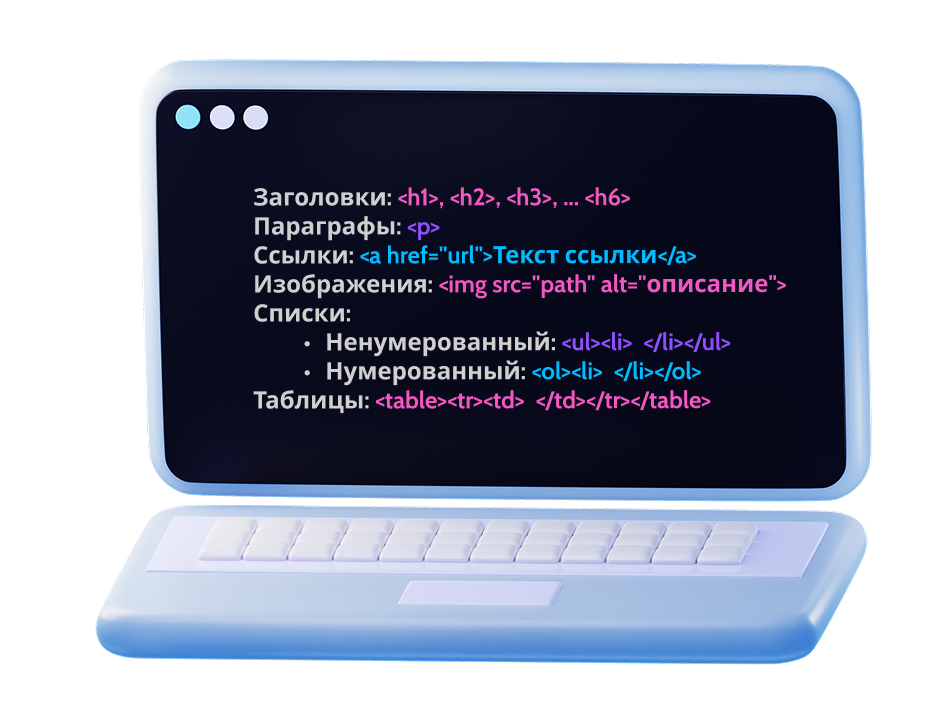 Заголовки: <h1>, <h2>, <h3>, ... <h6>
Параграфы: <p>
Ссылки: <a href="url">Текст ссылки</a>
Изображения: <img src="path" alt="описание">
Списки:
• Ненумерованный: <ul><li>  </li></ul>
• Нумерованный: <ol><li>  </li></ol>
Таблицы: <table><tr><td>  </td></tr></table>